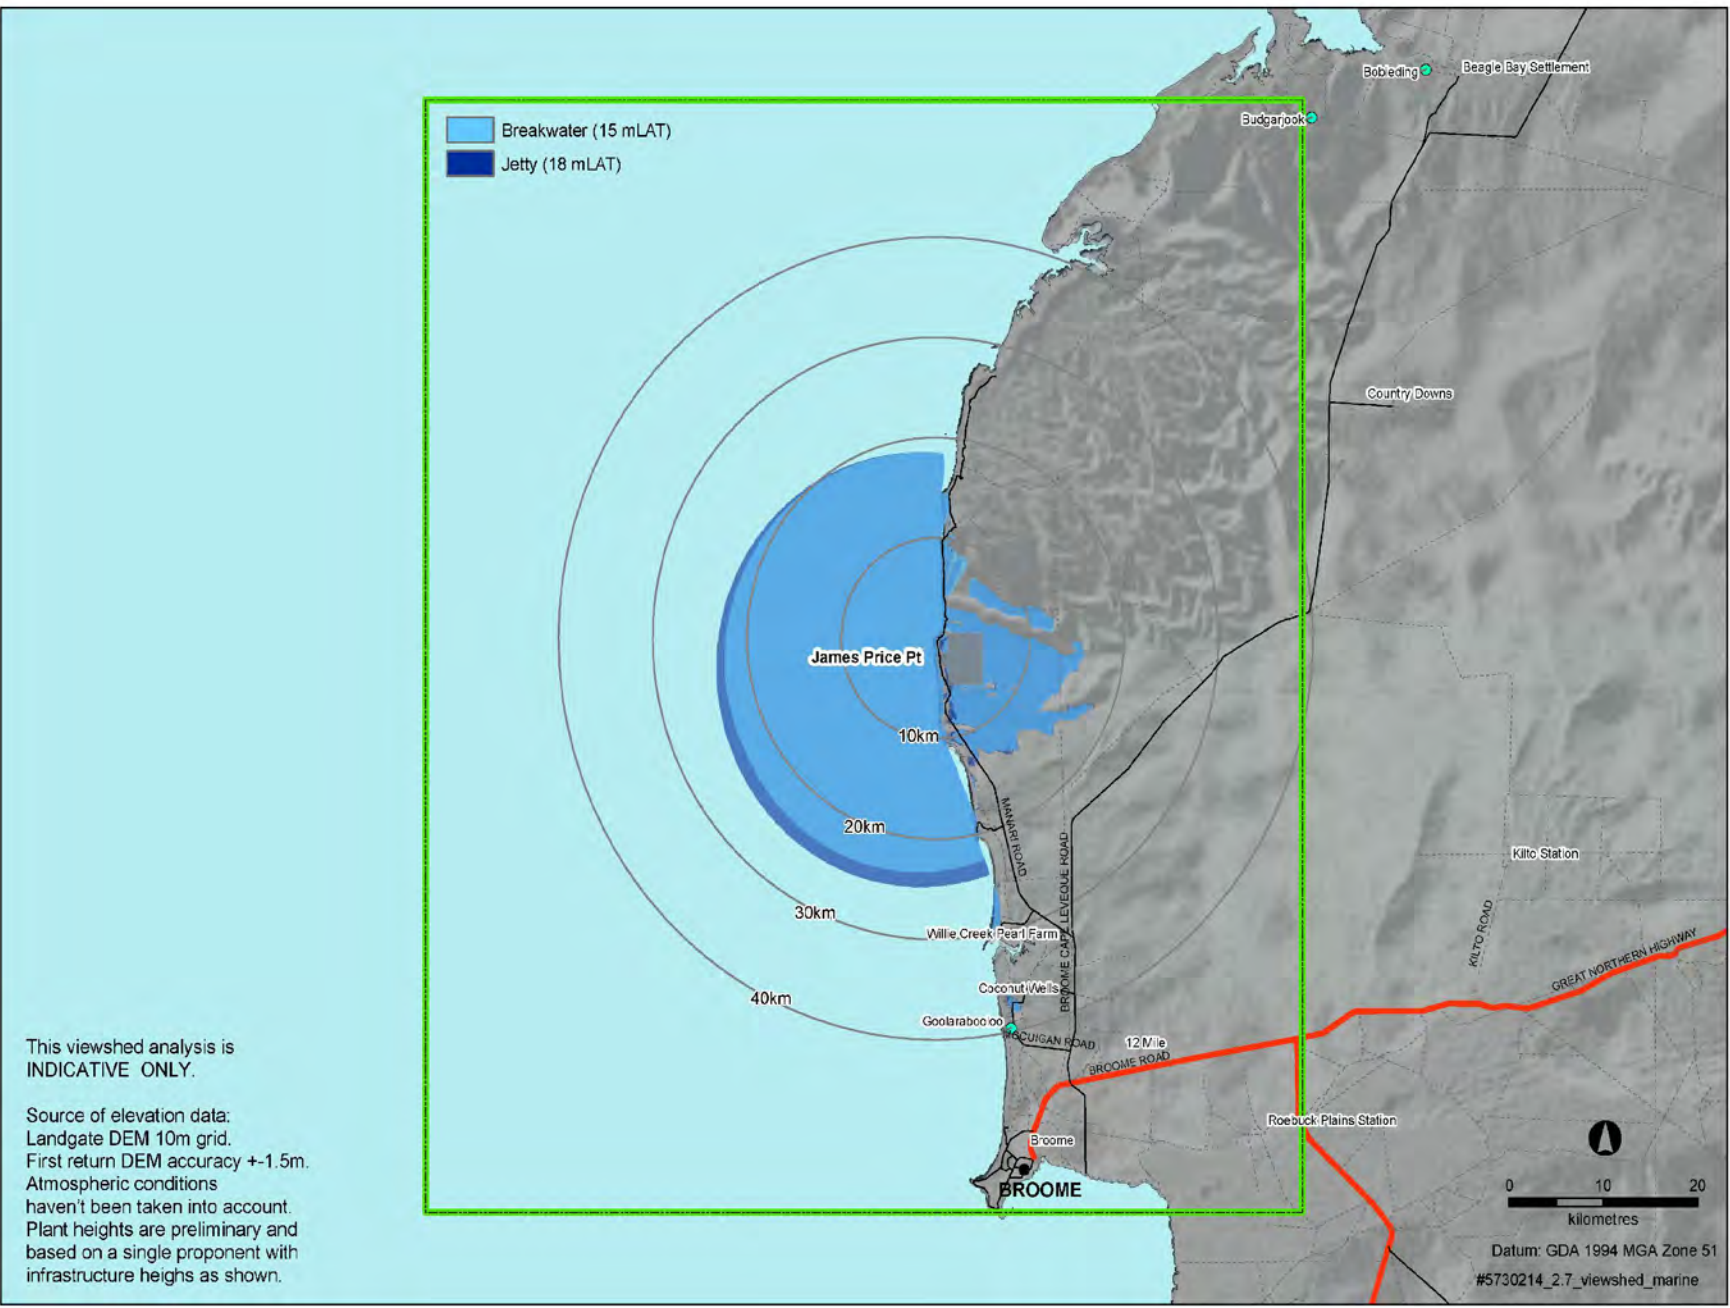 Bobieding
Beagle Bay Settlement
Budgarjook
Breakwater (15 mLAT)
Jetty (18 mLAT)
Country Downs
James Price Pt
10km
20km
MANARI ROAD
BROOME CAPE LEVEQUE ROAD
Kilto Station
30km
Willie Creek Pearl Farm
KILTO ROAD
GREAT NORTHERN HIGHWAY
Coconut Wells
40km
Goolarabooloo
MCGUIGAN ROAD
12 Mile
BROOME ROAD
This viewshed analysis is
INDICATIVE ONLY.
Source of elevation data:
Landgate DEM 10m grid.
First return DEM accuracy +-1.5m.
Atmospheric conditions
haven't been taken into account.
Plant heights are preliminary and
based on a single proponent with
infrastructure heighs as shown.
Roebuck Plains Station
Broome
BROOME
0 10 20
kilometres
Datum: GDA 1994 MGA Zone 51
#5730214_2.7_viewshed_marine